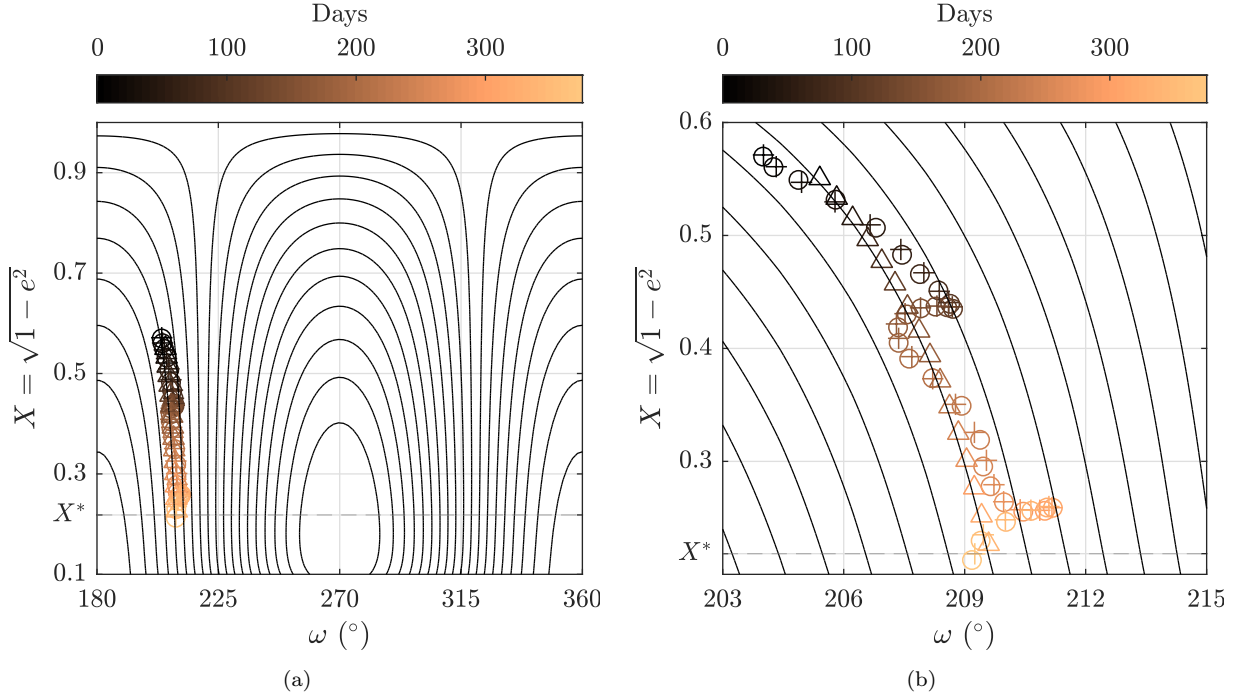 Days
0 100 200 300
0.9
0.7
0.5
0.3
X*
0.1
X = √1 − e²
180 225 270 315 360
ω (°)
(a)
Days
0 100 200 300
0.6
0.5
0.4
0.3
X*
X = √1 − e²
203 206 209 212 215
ω (°)
(b)